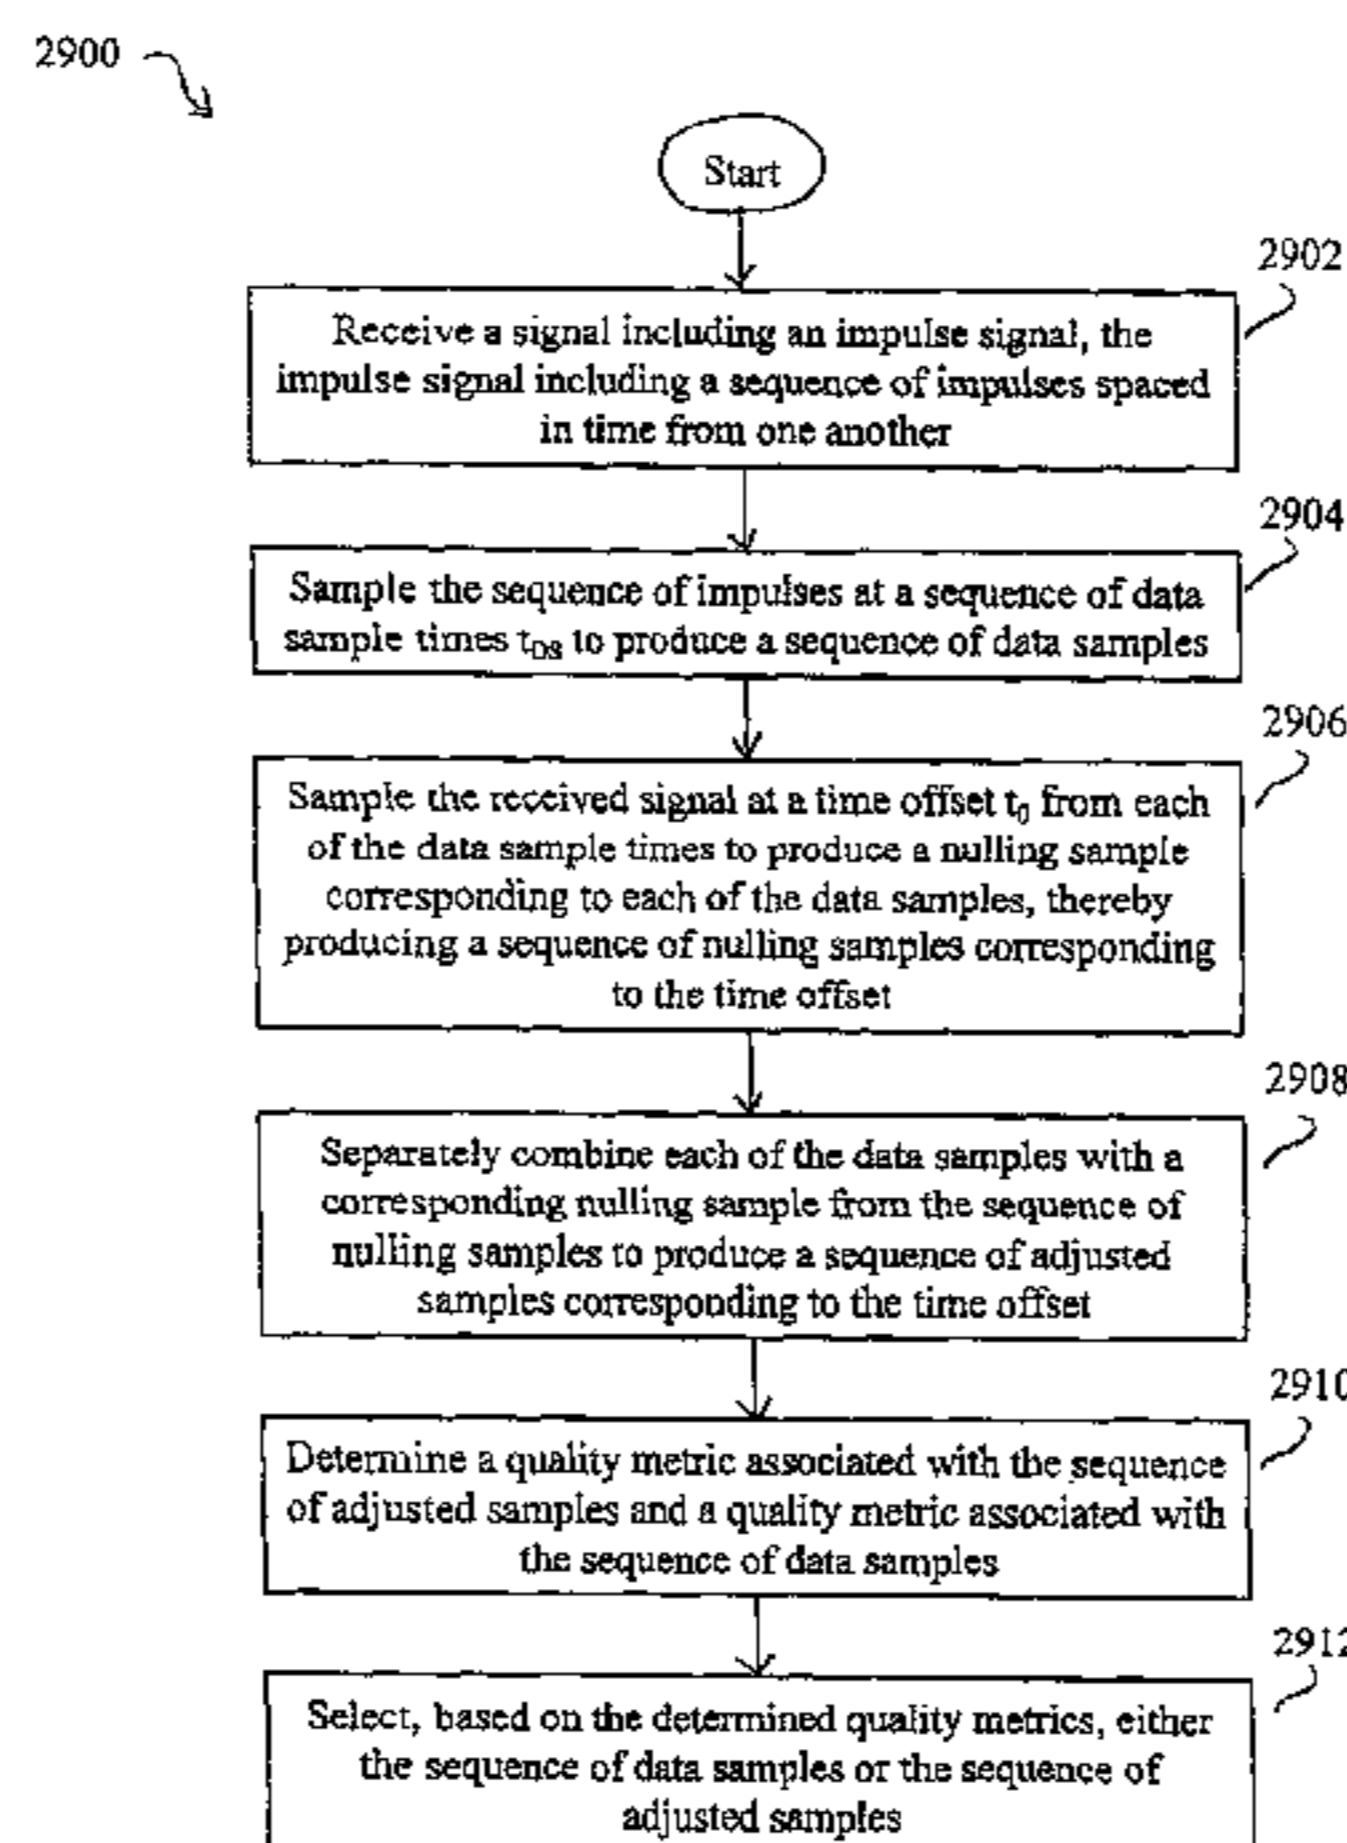 2900
Start
2902
Receive a signal including an impulse signal, the
impulse signal including a sequence of impulses spaced
in time from one another
2904
Sample the sequence of impulses at a sequence of data
sample times t_DS to produce a sequence of data samples
2906
Sample the received signal at a time offset t₀ from each
of the data sample times to produce a nulling sample
corresponding to each of the data samples, thereby
producing a sequence of nulling samples corresponding
to the time offset
2908
Separately combine each of the data samples with a
corresponding nulling sample from the sequence of
nulling samples to produce a sequence of adjusted
samples corresponding to the time offset
2910
Determine a quality metric associated with the sequence
of adjusted samples and a quality metric associated with
the sequence of data samples
2912
Select, based on the determined quality metrics, either
the sequence of data samples or the sequence of
adjusted samples